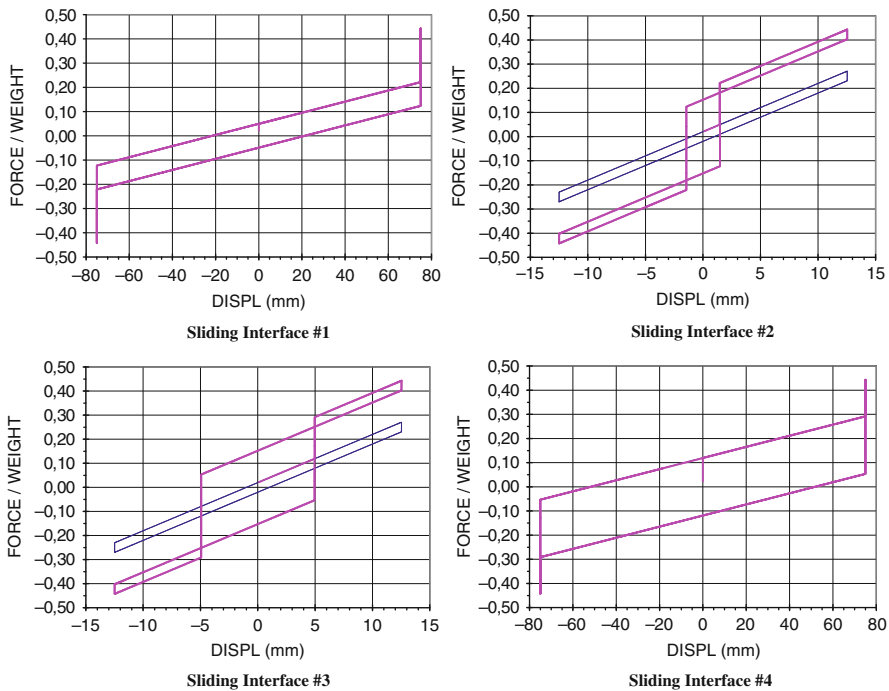 0,50
0,40
0,30
0,20
0,10
0,00
−0,10
−0,20
−0,30
−0,40
−0,50
FORCE / WEIGHT
−80 −60 −40 −20 0 20 40 60 80
DISPL (mm)
Sliding Interface #1
0,50
0,40
0,30
0,20
0,10
0,00
−0,10
−0,20
−0,30
−0,40
−0,50
FORCE / WEIGHT
−15 −10 −5 0 5 10 15
DISPL (mm)
Sliding Interface #2
0,50
0,40
0,30
0,20
0,10
0,00
−0,10
−0,20
−0,30
−0,40
−0,50
FORCE / WEIGHT
−15 −10 −5 0 5 10 15
DISPL (mm)
Sliding Interface #3
0,50
0,40
0,30
0,20
0,10
0,00
−0,10
−0,20
−0,30
−0,40
−0,50
FORCE / WEIGHT
−80 −60 −40 −20 0 20 40 60 80
DISPL (mm)
Sliding Interface #4